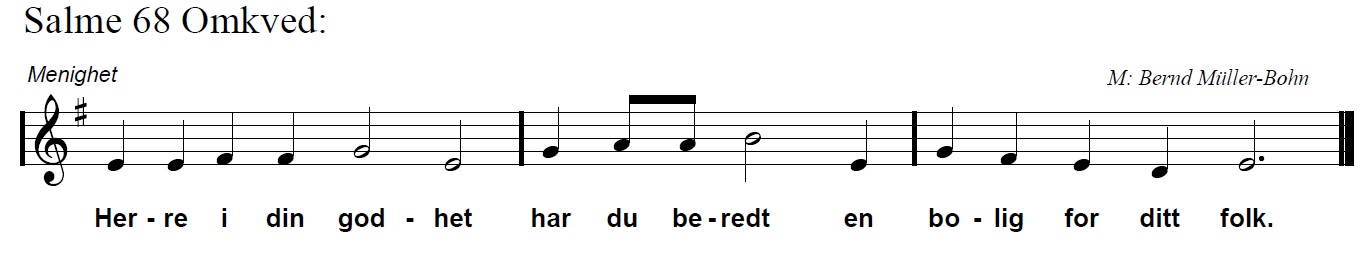 Salme 68 Omkved:
Menighet
M: Bernd Müller-Bohn
Her - re i din god - het har du be - redt en bo - lig for ditt folk.